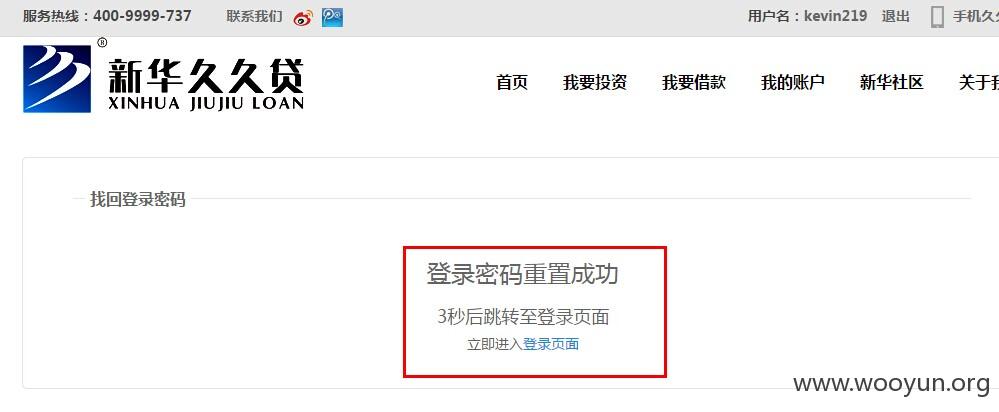 服务热线：400-9999-737 联系我们 用户名：kevin219 退出 手机久
新华久久贷
XINHUA JIUJIU LOAN
®
首页 我要投资 我要借款 我的账户 新华社区 关于我
找回登录密码
登录密码重置成功
3秒后跳转至登录页面
立即进入登录页面
www.wooyun.org